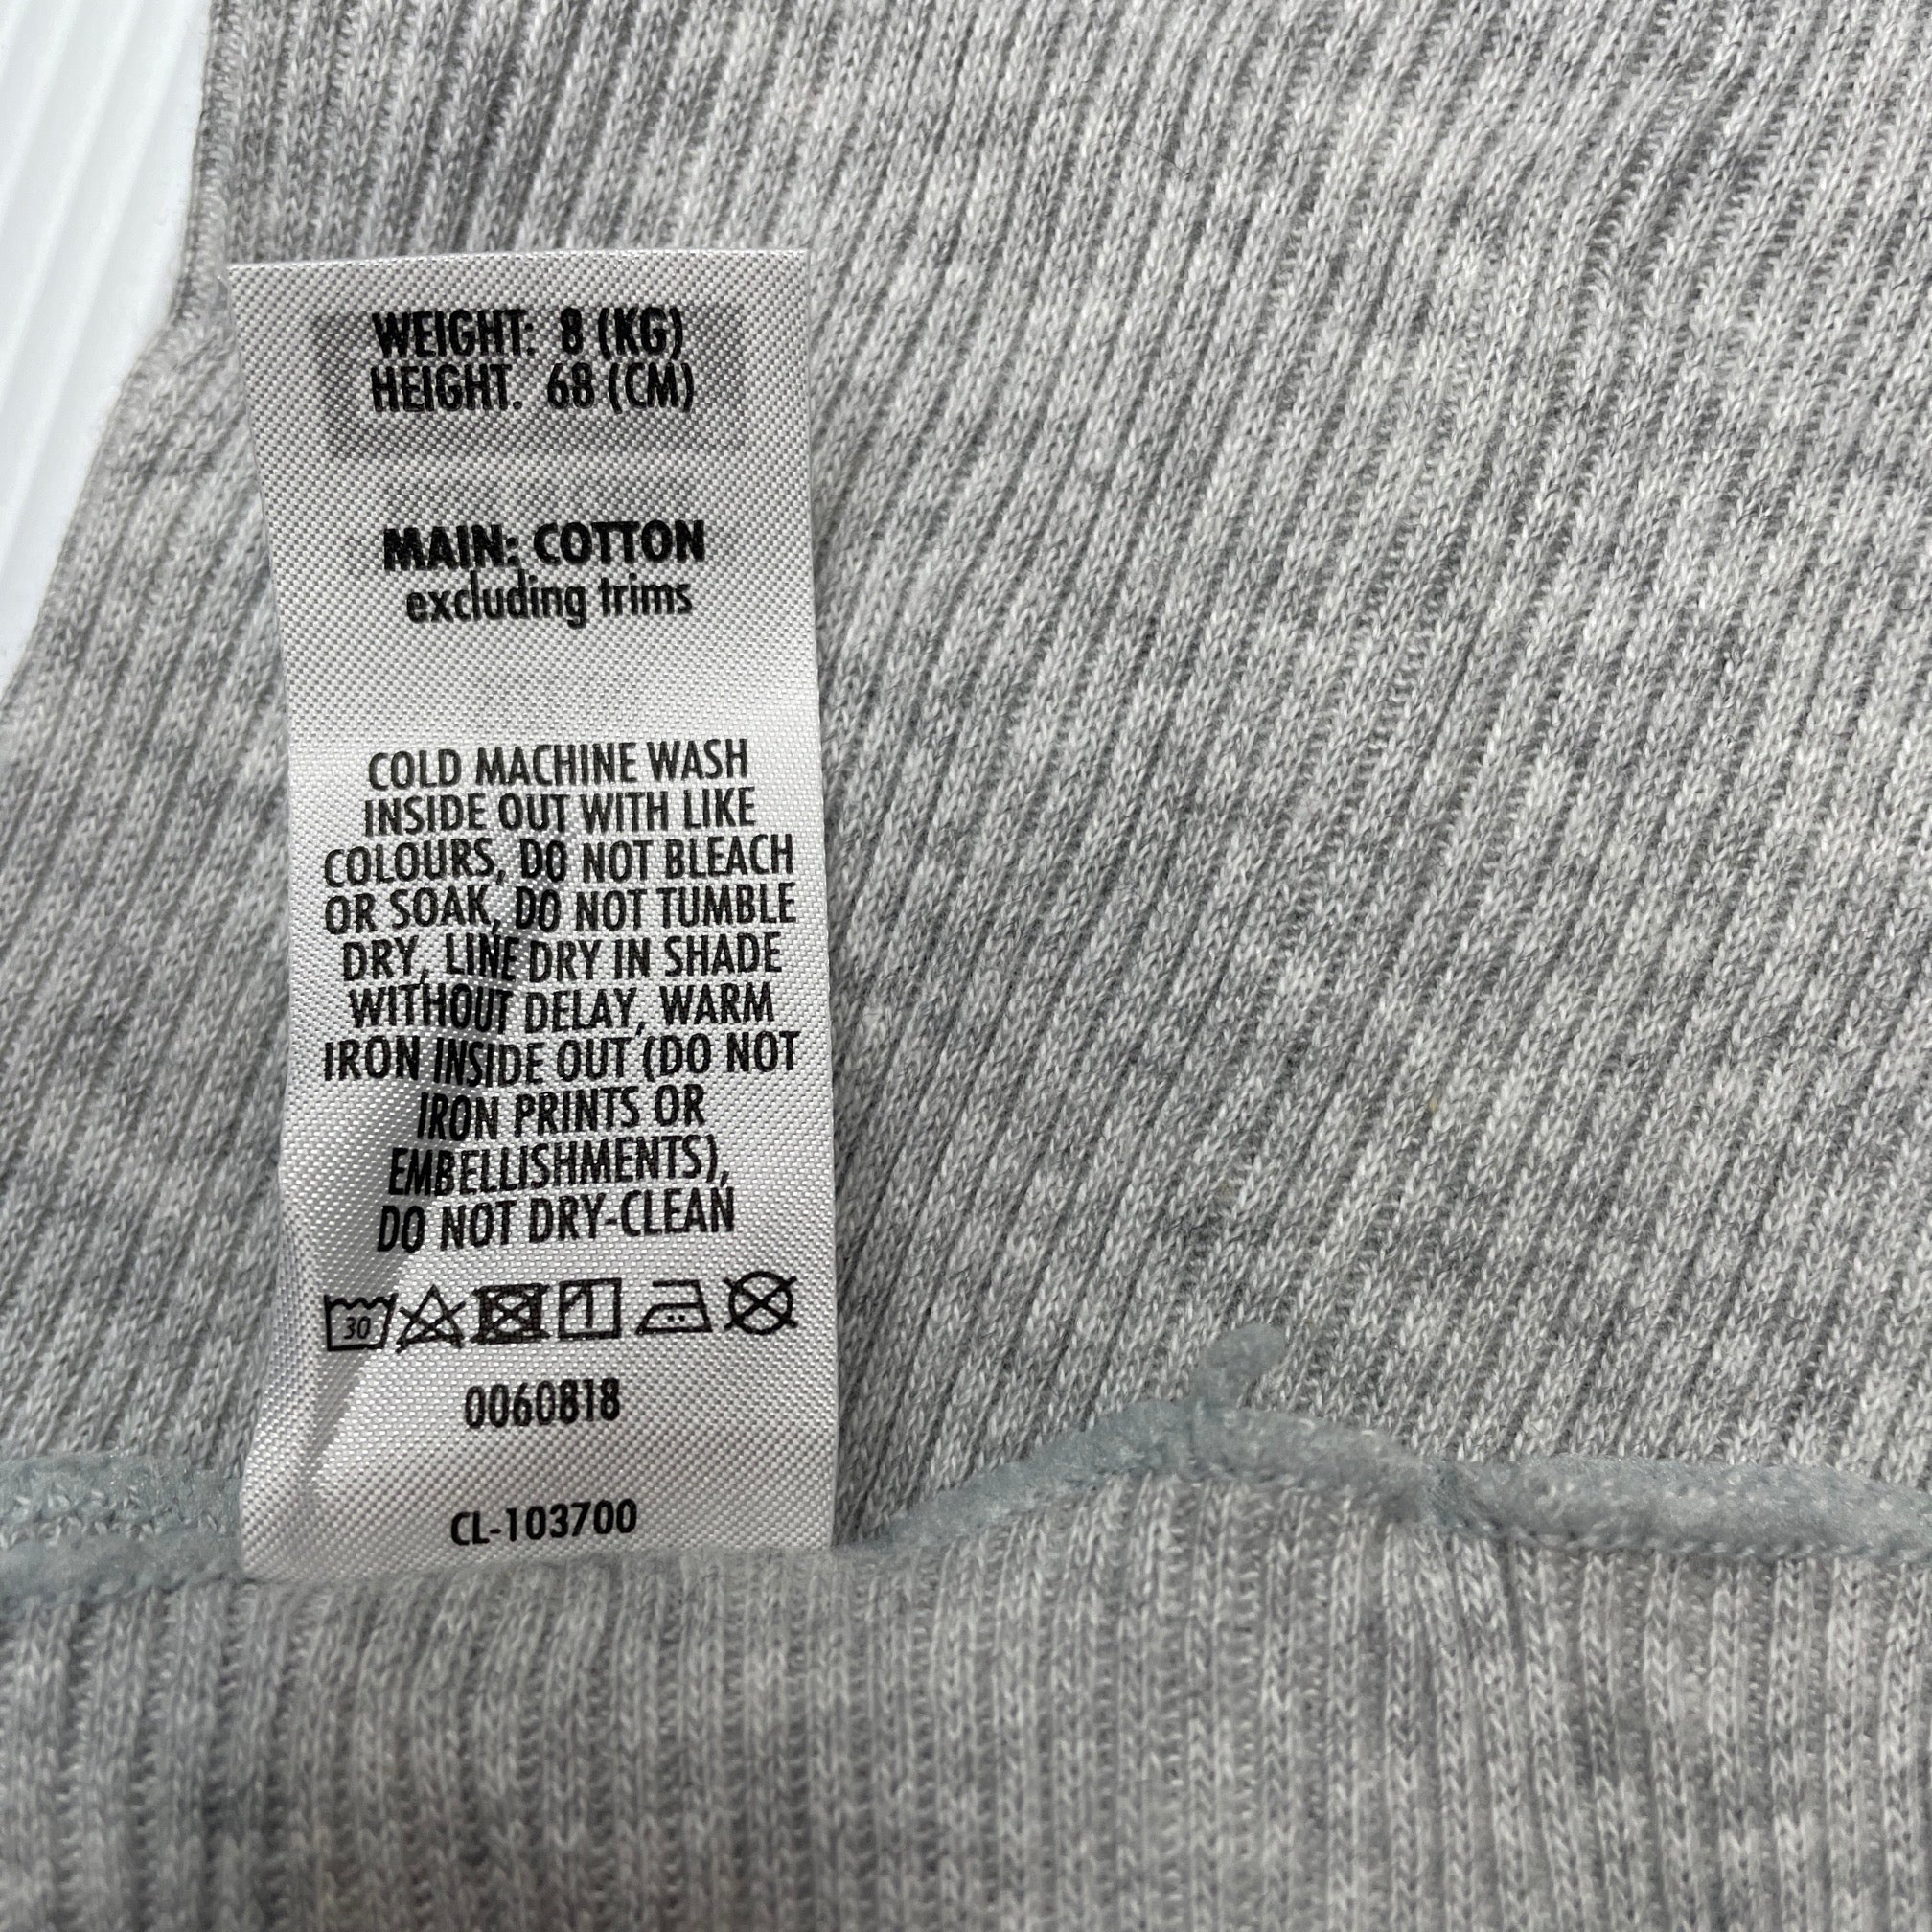 WEIGHT: 8 (KG)
HEIGHT: 68 (CM)
MAIN: COTTON
excluding trims
COLD MACHINE WASH
INSIDE OUT WITH LIKE
COLOURS, DO NOT BLEACH
OR SOAK, DO NOT TUMBLE
DRY, LINE DRY IN SHADE
WITHOUT DELAY, WARM
IRON INSIDE OUT (DO NOT
IRON PRINTS OR
EMBELLISHMENTS),
DO NOT DRY-CLEAN
30
0060818
CL-103700